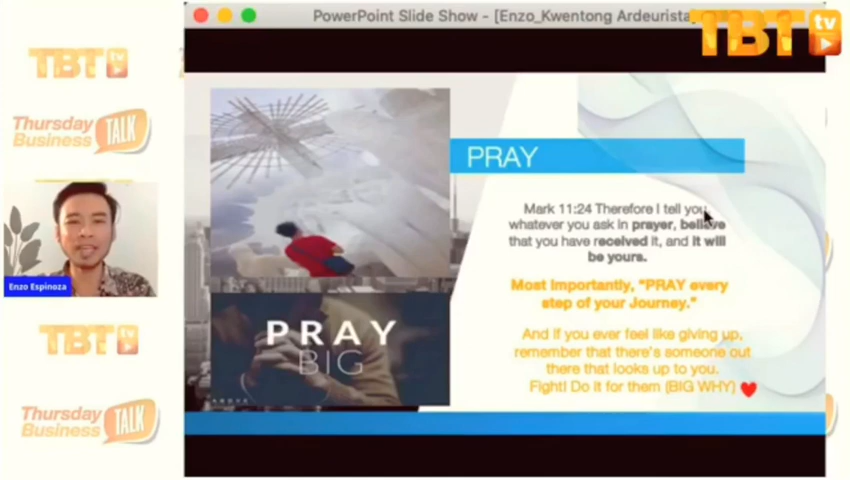 PowerPoint Slide Show - [Enzo_Kwentong Ardeurista
TBT tv
TBT tv
Thursday
Business TALK
Enzo Espinoza
TBT tv
Thursday
Business TALK
PRAY
Mark 11:24 Therefore I tell you,
whatever you ask in prayer, believe
that you have received it, and it will
be yours.
Most Importantly, "PRAY every
step of your Journey."
And if you ever feel like giving up,
remember that there's someone out
there that looks up to you.
Fight! Do it for them (BIG WHY)
PRAY
BIG
ABOVE